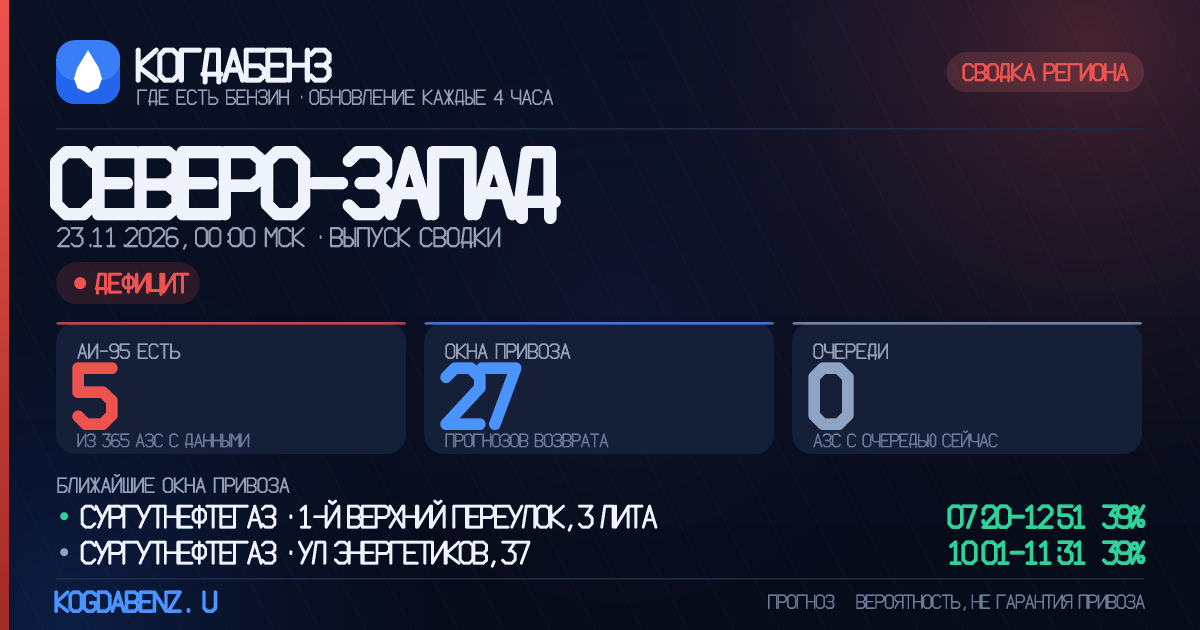 КОГДАБЕНЗ
ГДЕ ЕСТЬ БЕНЗИН · ОБНОВЛЕНИЕ КАЖДЫЕ 4 ЧАСА
СВОДКА РЕГИОНА
СЕВЕРО-ЗАПАД
23.11.2026, 00:00 МСК · ВЫПУСК СВОДКИ
• ДЕФИЦИТ
АИ-95 ЕСТЬ
5
ИЗ 365 АЗС С ДАННЫМИ
ОКНА ПРИВОЗА
27
ПРОГНОЗОВ ВОЗВРАТА
ОЧЕРЕДИ
0
АЗС С ОЧЕРЕДЬЮ СЕЙЧАС
БЛИЖАЙШИЕ ОКНА ПРИВОЗА
• СУРГУТНЕФТЕГАЗ · 1-Й ВЕРХНИЙ ПЕРЕУЛОК, 3 ЛИТА 07:20-12:51 39%
• СУРГУТНЕФТЕГАЗ · УЛ ЭНЕРГЕТИКОВ, 37 10:01-11:31 39%
KOGDABENZ. U
ПРОГНОЗ ВЕРОЯТНОСТЬ, НЕ ГАРАНТИЯ ПРИВОЗА